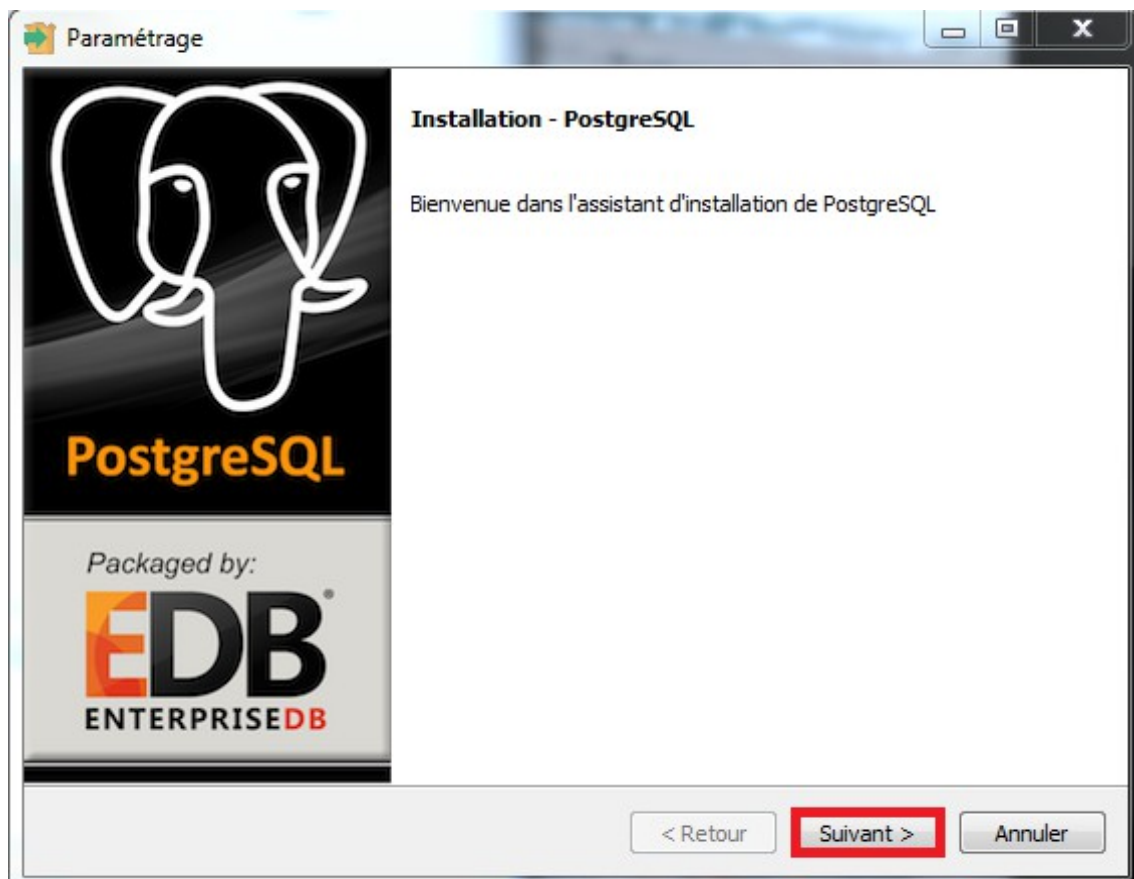 Paramétrage
Installation - PostgreSQL
Bienvenue dans l'assistant d'installation de PostgreSQL
PostgreSQL
Packaged by:
EDB
ENTERPRISEDB
< Retour
Suivant >
Annuler